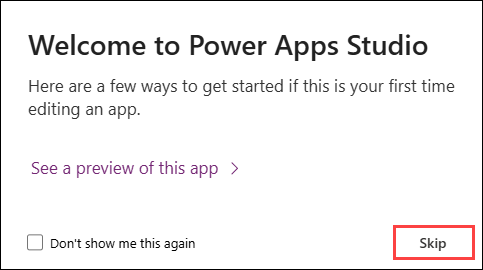 Welcome to Power Apps Studio
Here are a few ways to get started if this is your first time
editing an app.
See a preview of this app
Don't show me this again
Skip